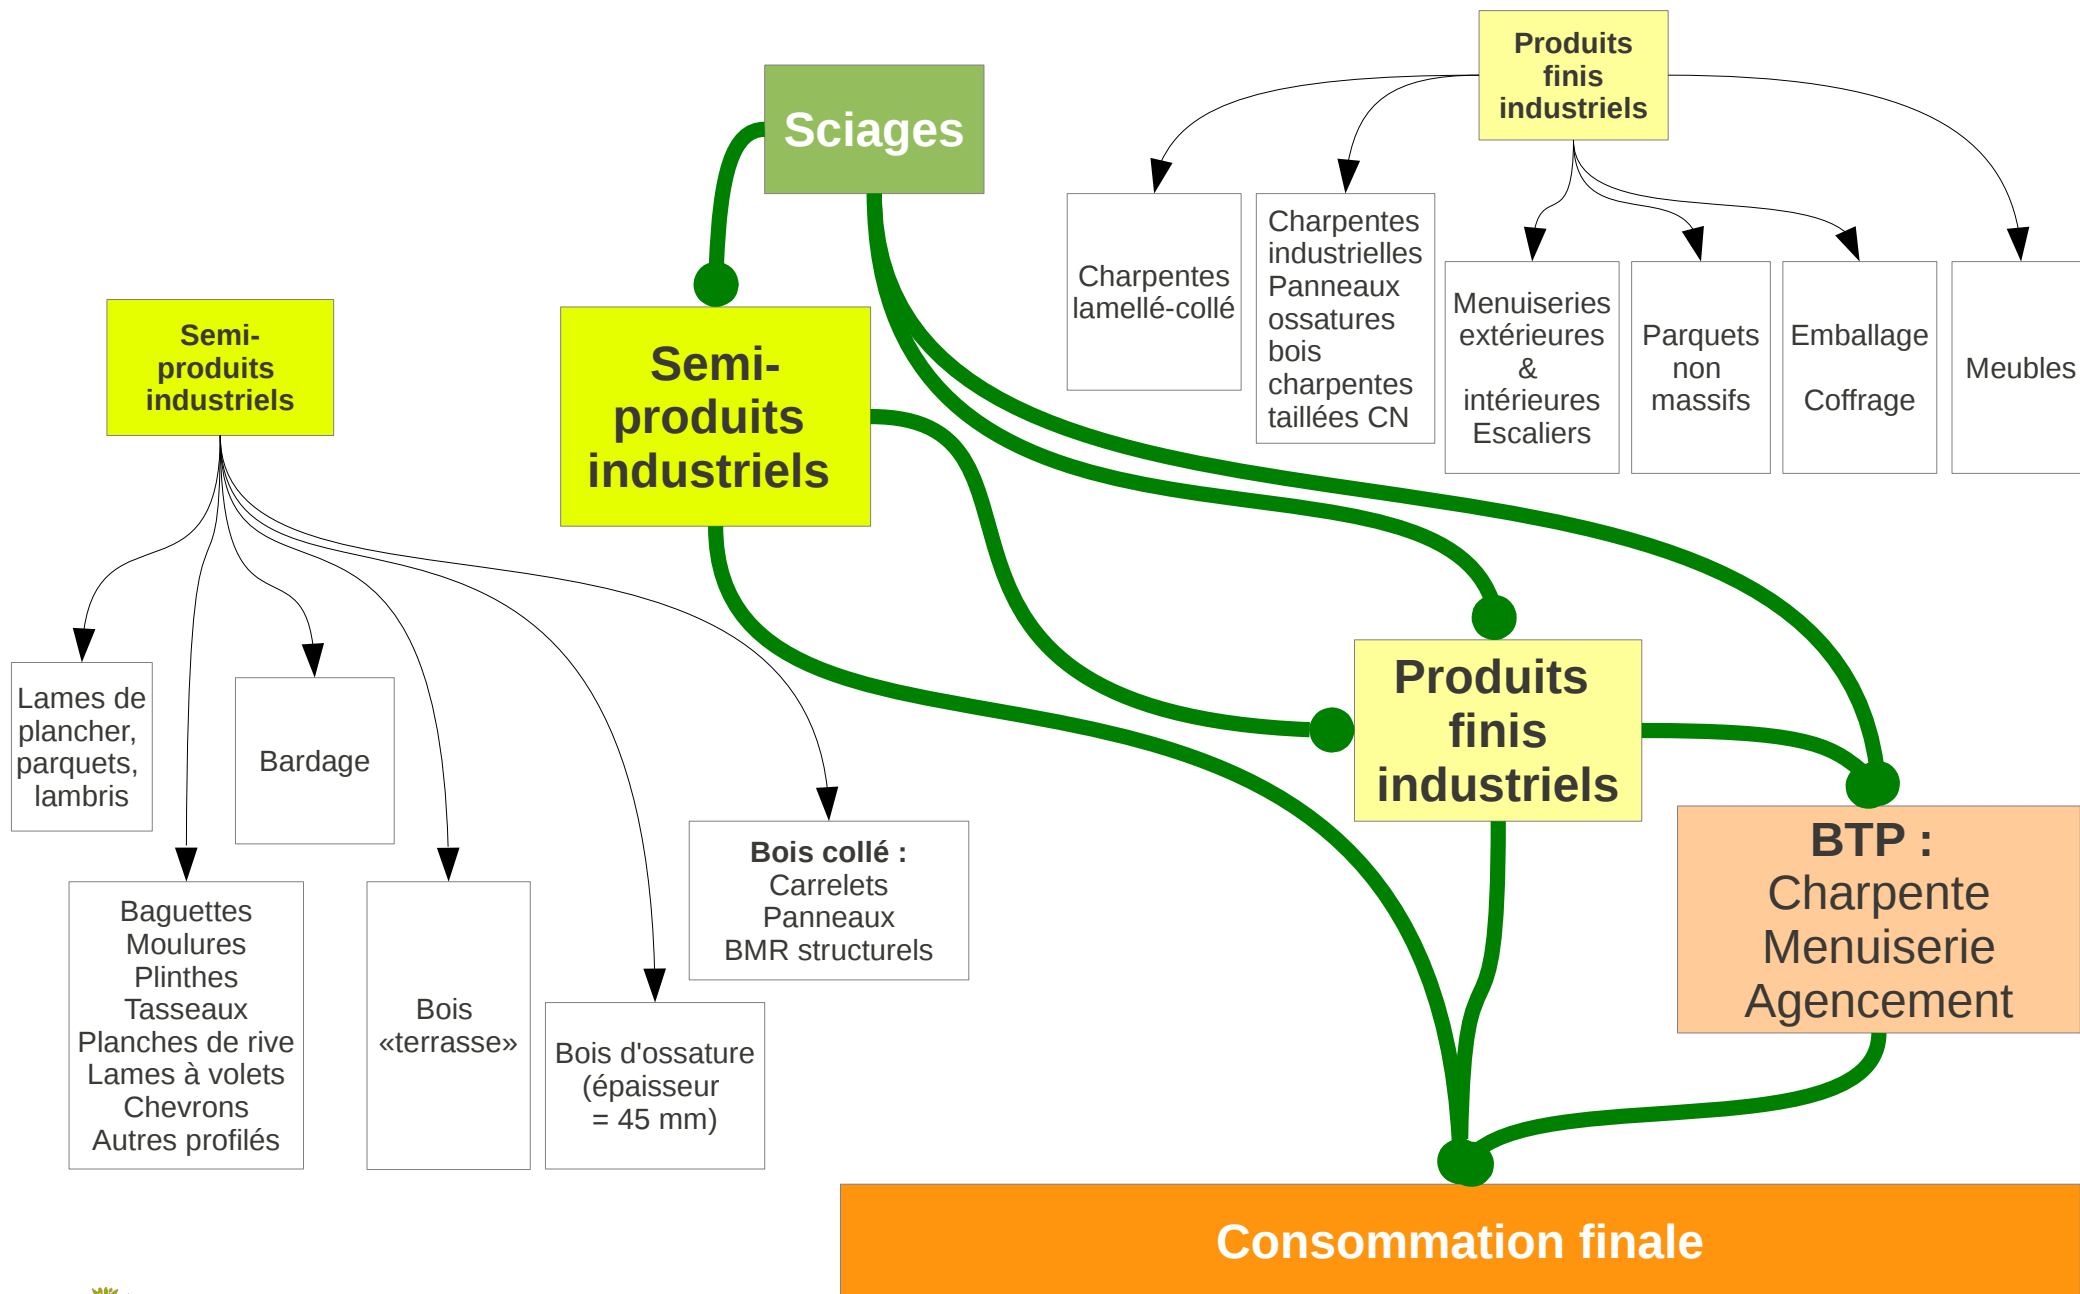 Produits
finis
industriels
Sciages
Charpentes
lamellé-collé
Charpentes
industrielles
Panneaux
ossatures
bois
charpentes
taillées CN
Menuiseries
extérieures
&
intérieures
Escaliers
Parquets
non
massifs
Emballage
Coffrage
Meubles
Semi-
produits
industriels
Semi-
produits
industriels
Lames de
plancher,
parquets,
lambris
Bardage
Baguettes
Moulures
Plinthes
Tasseaux
Planches de rive
Lames à volets
Chevrons
Autres profilés
Bois
«terrasse»
Bois d'ossature
(épaisseur
= 45 mm)
Bois collé :
Carrelets
Panneaux
BMR structurels
Produits
finis
industriels
BTP :
Charpente
Menuiserie
Agencement
Consommation finale